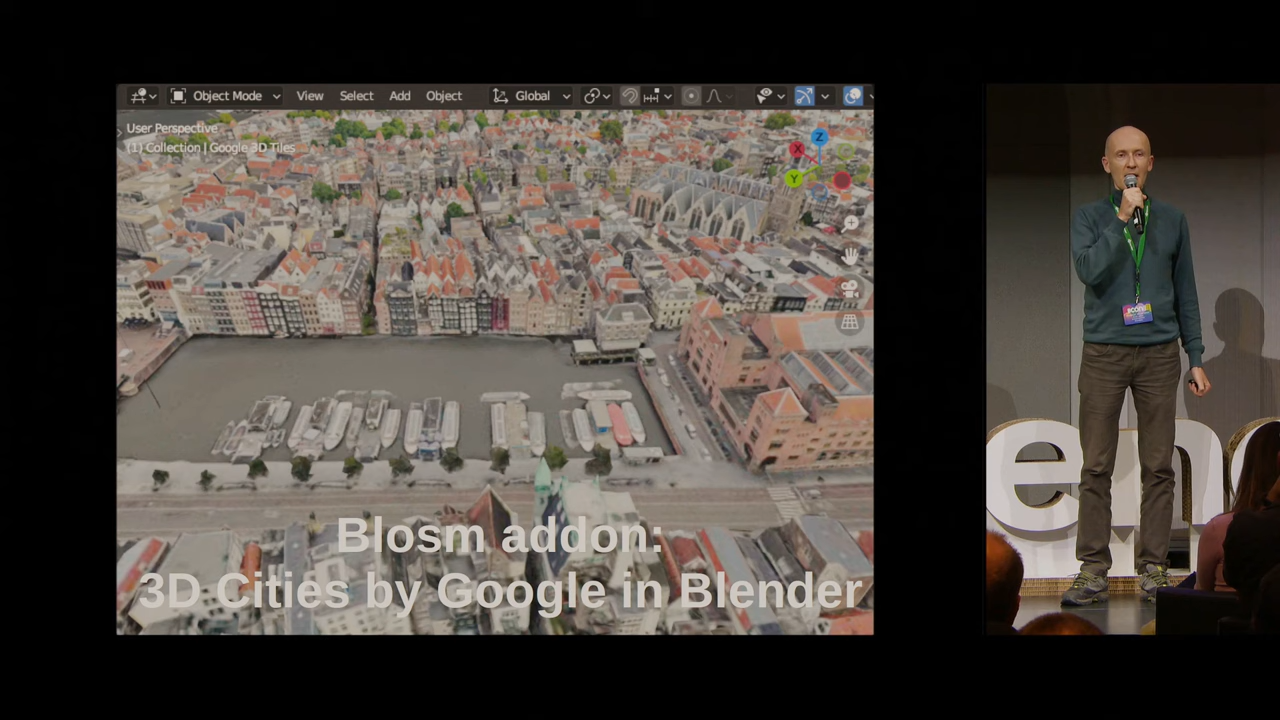 Object Mode View Select Add Object Global
User Perspective
(1) Collection | Google 3D Tiles
Z
X
Y
Blosm addon:
3D Cities by Google in Blender
en